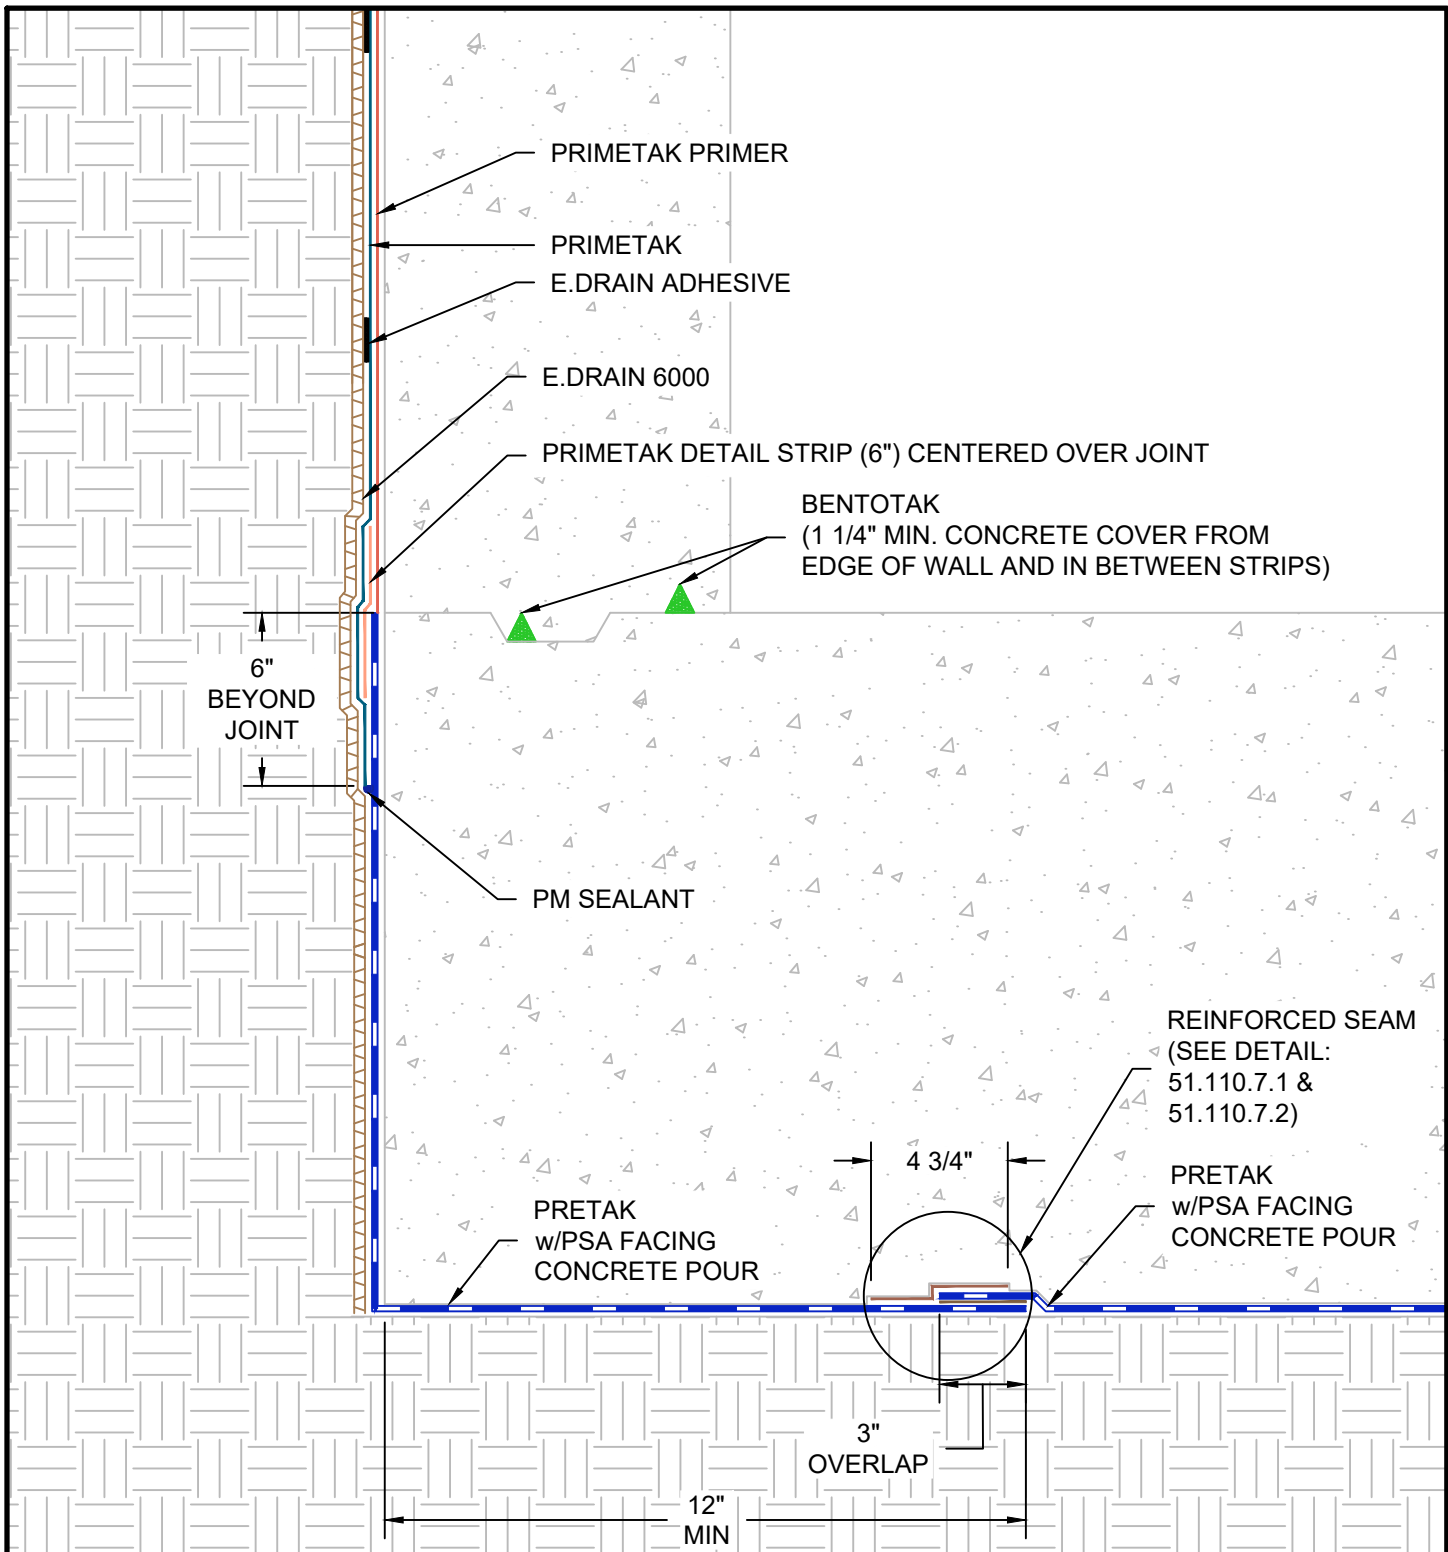 PRIMETAK PRIMER
PRIMETAK
E.DRAIN ADHESIVE
E.DRAIN 6000
PRIMETAK DETAIL STRIP (6") CENTERED OVER JOINT
BENTOTAK
(1 1/4" MIN. CONCRETE COVER FROM
EDGE OF WALL AND IN BETWEEN STRIPS)
6"
BEYOND
JOINT
PM SEALANT
REINFORCED SEAM
(SEE DETAIL:
51.110.7.1 &
51.110.7.2)
4 3/4"
PRETAK
w/PSA FACING
CONCRETE POUR
PRETAK
w/PSA FACING
CONCRETE POUR
3"
OVERLAP
12"
MIN